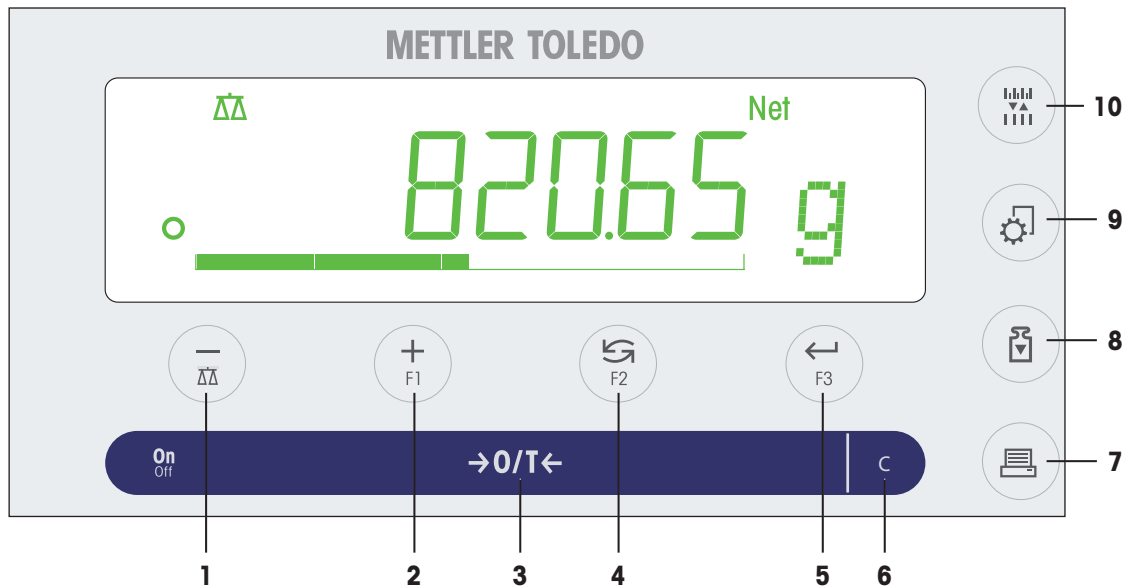 METTLER TOLEDO
Net
820.65 g
10
9
8
F1 F2 F3
On
Off
→0/T← C
7
1 2 3 4 5 6